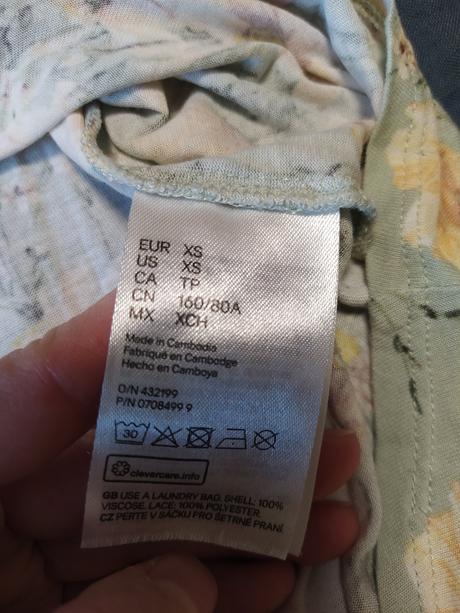 EUR XS
US XS
CA TP
CN 160/80A
MX XCH
Made in Cambodia
Fabriqué en Cambodge
Hecho en Camboya
O/N 432199
P/N 0708499 9
30
clevercare.info
GB USE A LAUNDRY BAG. SHELL: 100%
VISCOSE. LACE: 100% POLYESTER.
CZ PERTE V SÁČKU PRO ŠETRNÉ PRANÍ.